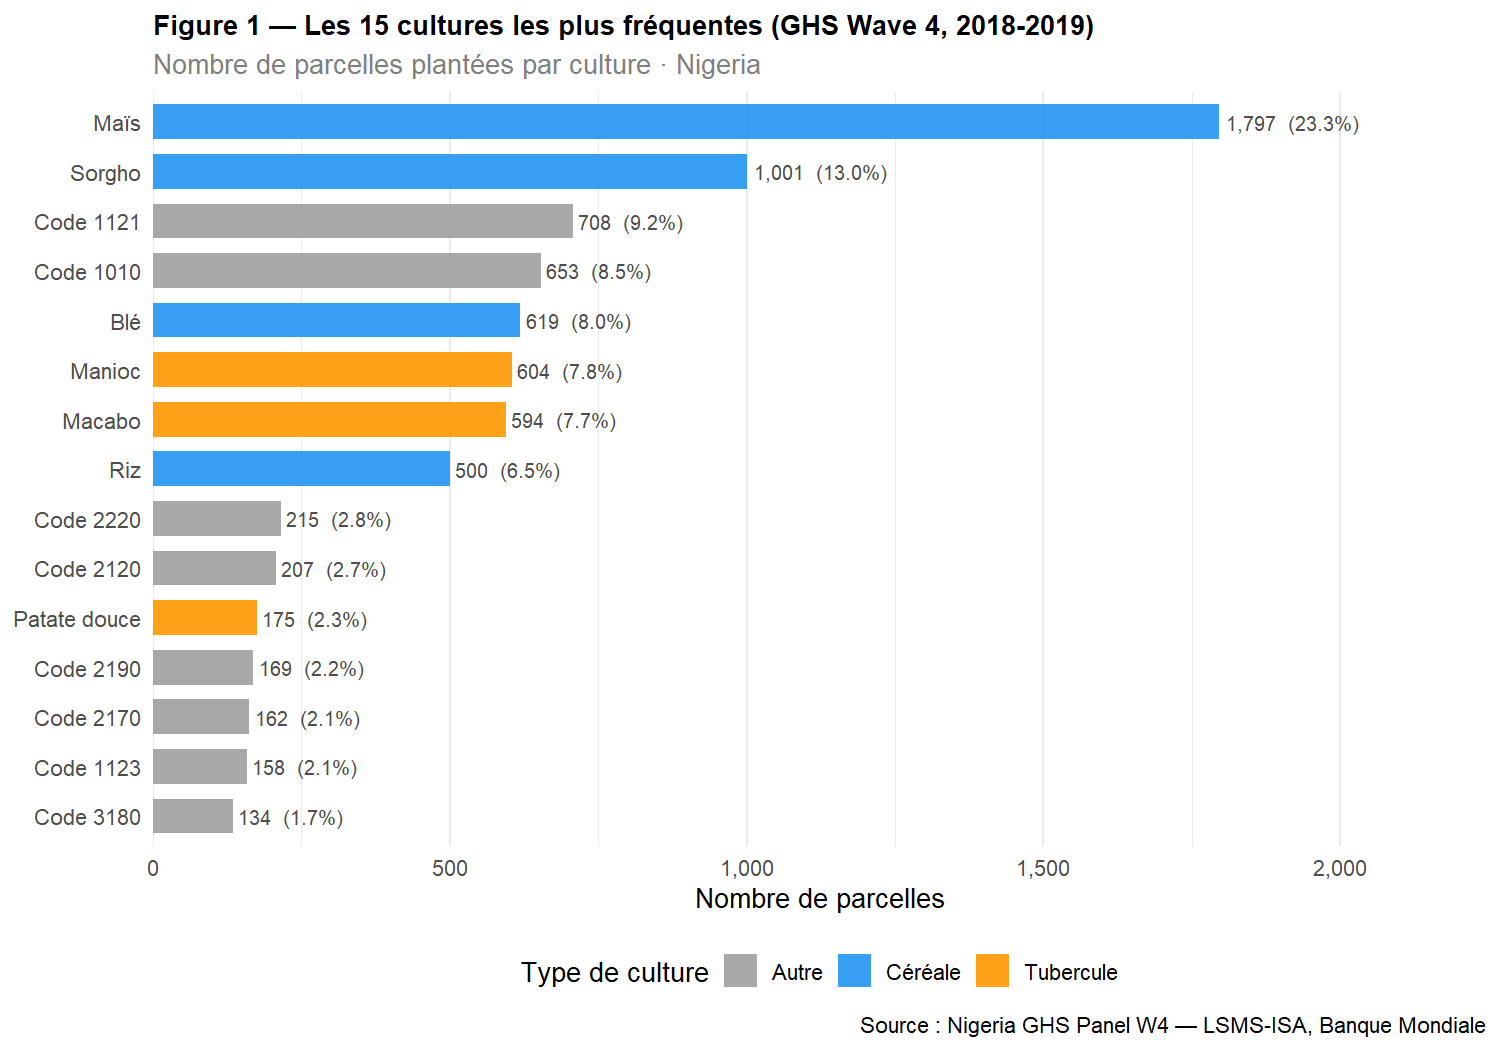 Figure 1 — Les 15 cultures les plus fréquentes (GHS Wave 4, 2018-2019)
Nombre de parcelles plantées par culture · Nigeria
Maïs 1,797 (23.3%)
Sorgho 1,001 (13.0%)
Code 1121 708 (9.2%)
Code 1010 653 (8.5%)
Blé 619 (8.0%)
Manioc 604 (7.8%)
Macabo 594 (7.7%)
Riz 500 (6.5%)
Code 2220 215 (2.8%)
Code 2120 207 (2.7%)
Patate douce 175 (2.3%)
Code 2190 169 (2.2%)
Code 2170 162 (2.1%)
Code 1123 158 (2.1%)
Code 3180 134 (1.7%)
0 500 1,000 1,500 2,000
Nombre de parcelles
Type de culture Autre Céréale Tubercule
Source : Nigeria GHS Panel W4 — LSMS-ISA, Banque Mondiale